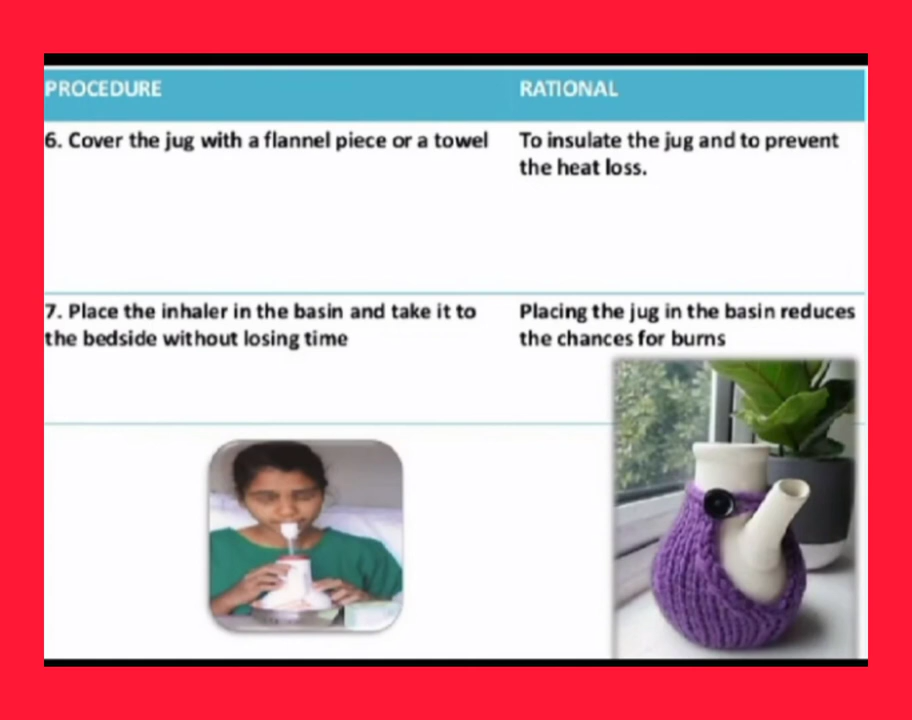 PROCEDURE
RATIONAL
6. Cover the jug with a flannel piece or a towel
To insulate the jug and to prevent
the heat loss.
7. Place the inhaler in the basin and take it to
the bedside without losing time
Placing the jug in the basin reduces
the chances for burns